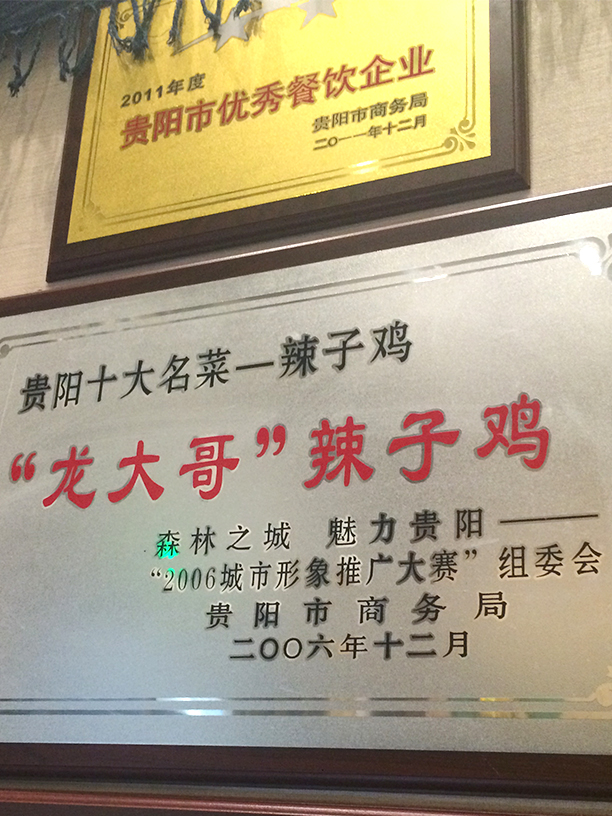 2011年度
贵阳市优秀餐饮企业
贵阳市商务局
二〇一一年十二月
贵阳十大名菜—辣子鸡
“龙大哥”辣子鸡
森林之城 魅力贵阳——
“2006城市形象推广大赛”组委会
贵阳市商务局
二〇〇六年十二月